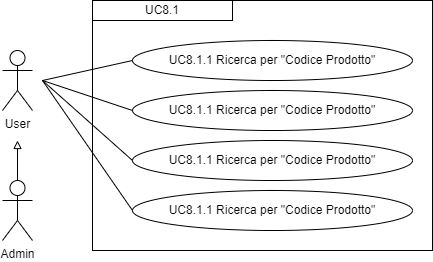 UC8.1
UC8.1.1 Ricerca per "Codice Prodotto"
UC8.1.1 Ricerca per "Codice Prodotto"
User
UC8.1.1 Ricerca per "Codice Prodotto"
UC8.1.1 Ricerca per "Codice Prodotto"
Admin